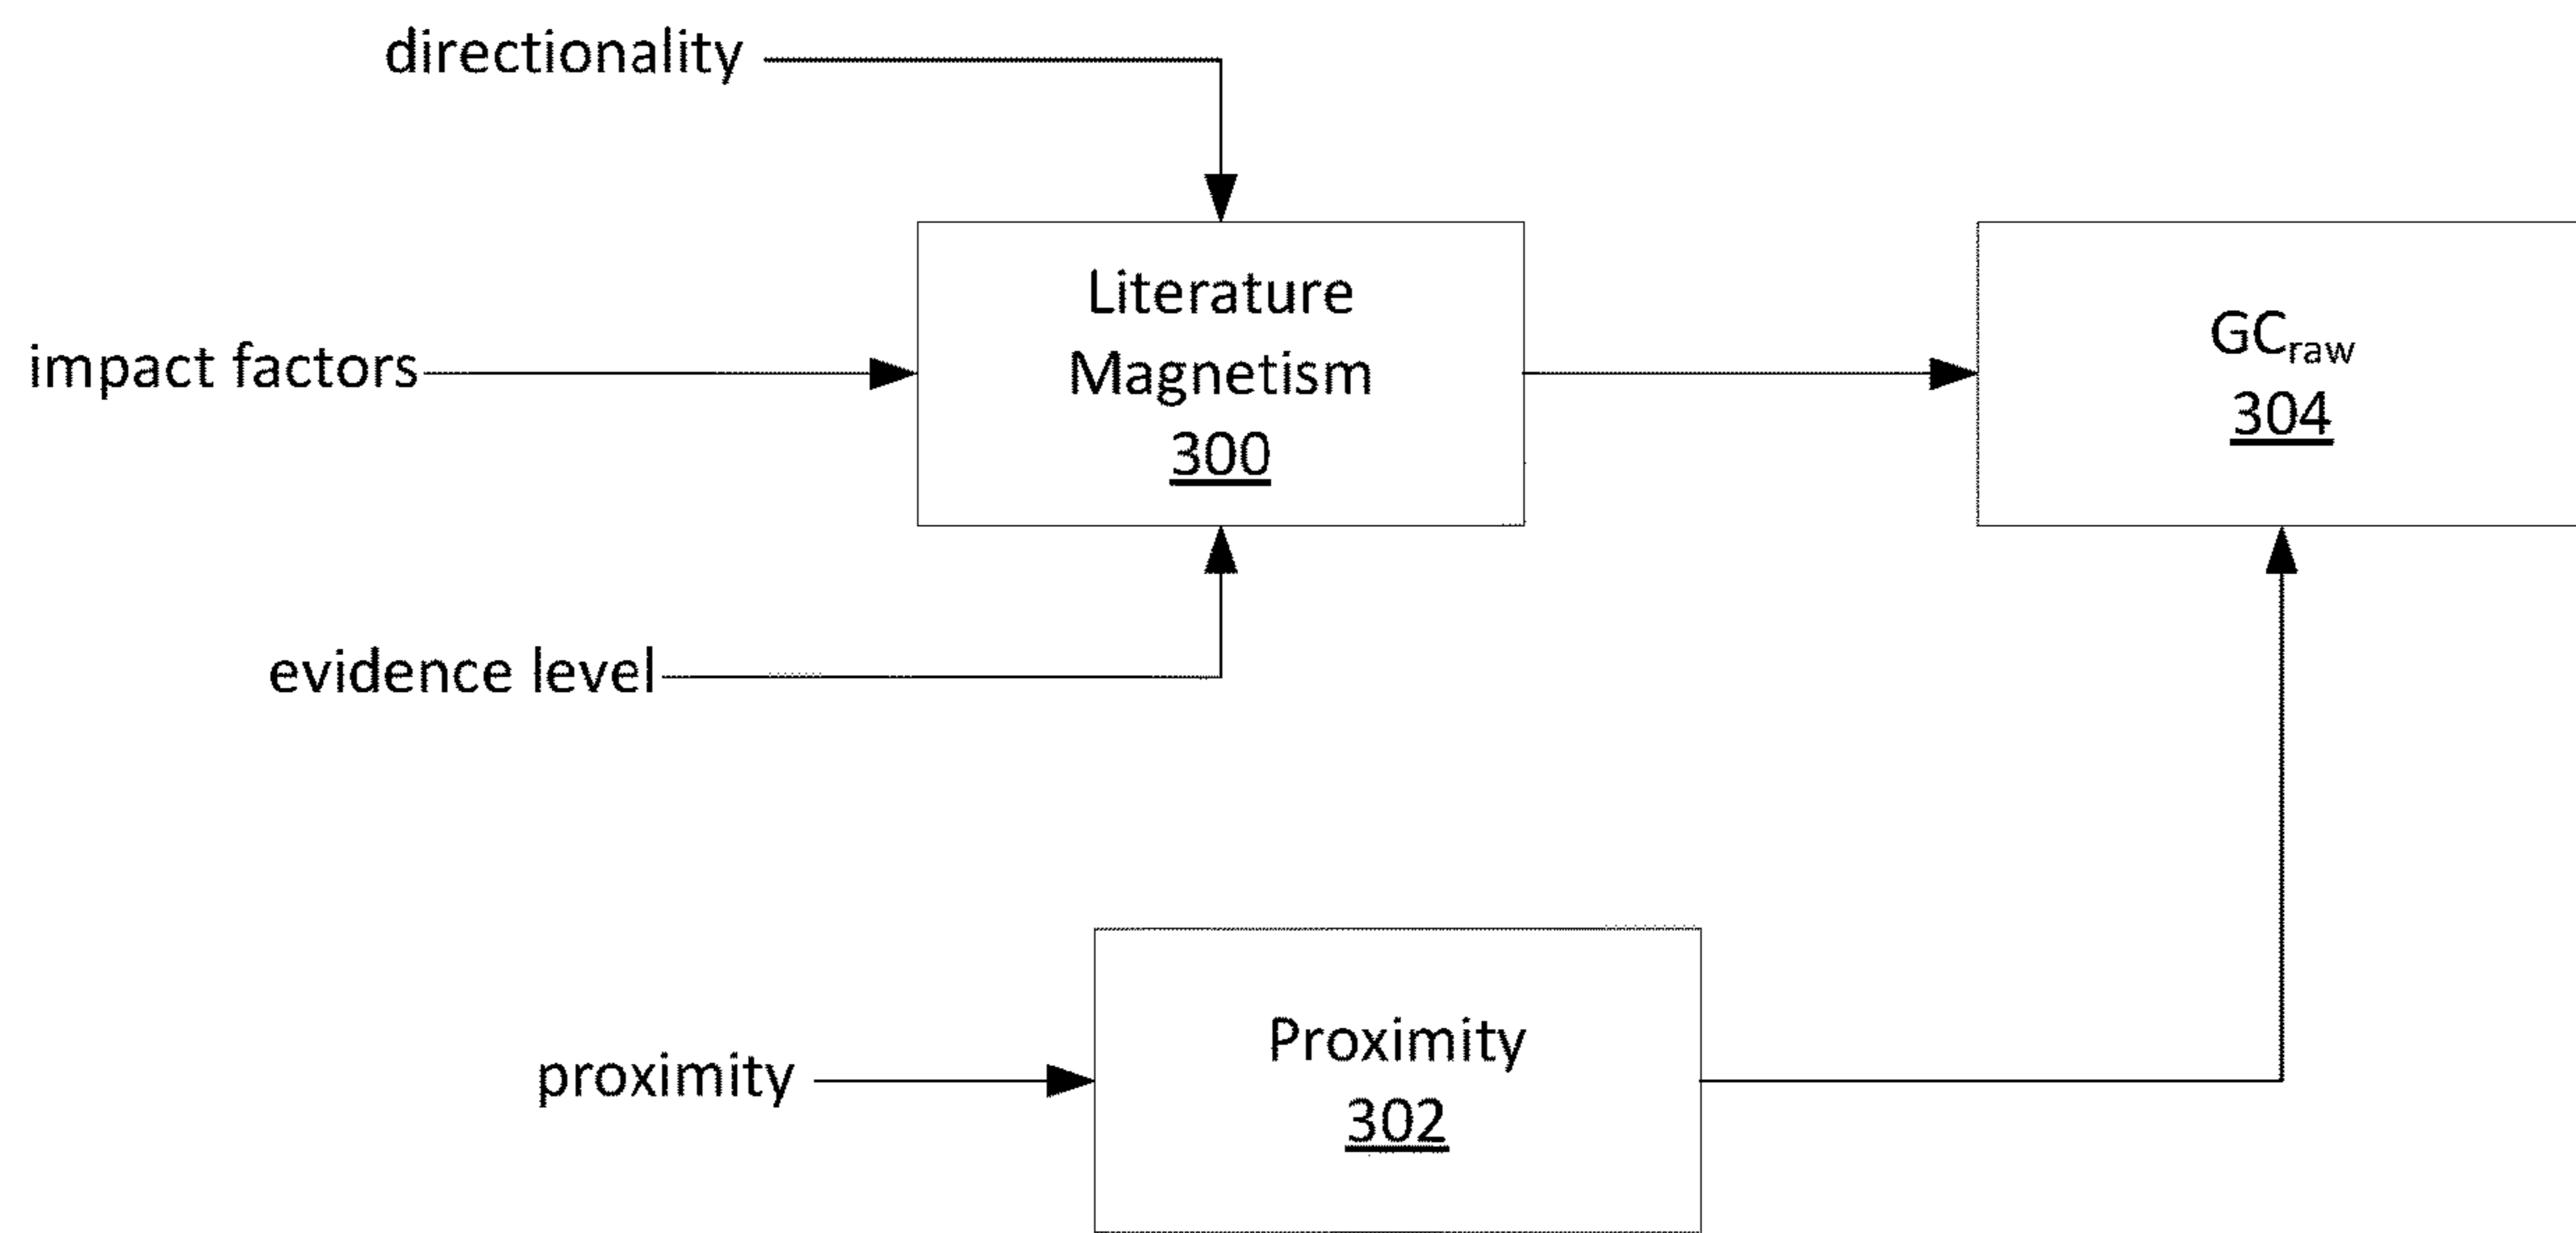 directionality
impact factors
Literature
Magnetism
300
GCraw
304
evidence level
proximity
Proximity
302